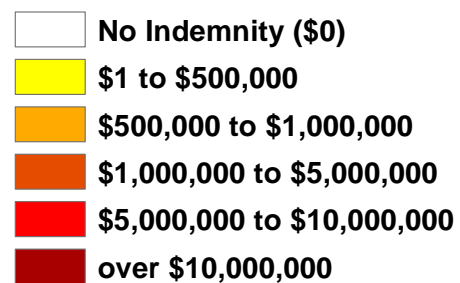 No Indemnity ($0)
$1 to $500,000
$500,000 to $1,000,000
$1,000,000 to $5,000,000
$5,000,000 to $10,000,000
over $10,000,000